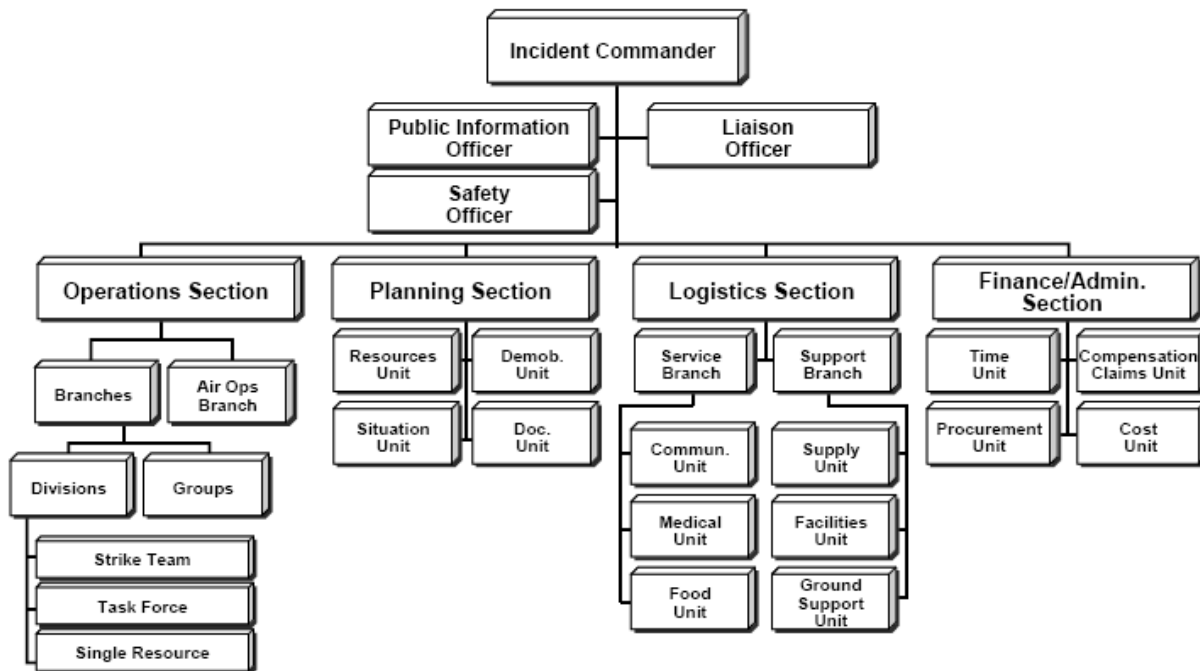 Incident Commander
Public Information
Officer
Liaison
Officer
Safety
Officer
Operations Section
Planning Section
Logistics Section
Finance/Admin.
Section
Branches
Air Ops
Branch
Divisions
Groups
Strike Team
Task Force
Single Resource
Resources
Unit
Demob.
Unit
Situation
Unit
Doc.
Unit
Service
Branch
Support
Branch
Commun.
Unit
Supply
Unit
Medical
Unit
Facilities
Unit
Food
Unit
Ground
Support
Unit
Time
Unit
Compensation
Claims Unit
Procurement
Unit
Cost
Unit